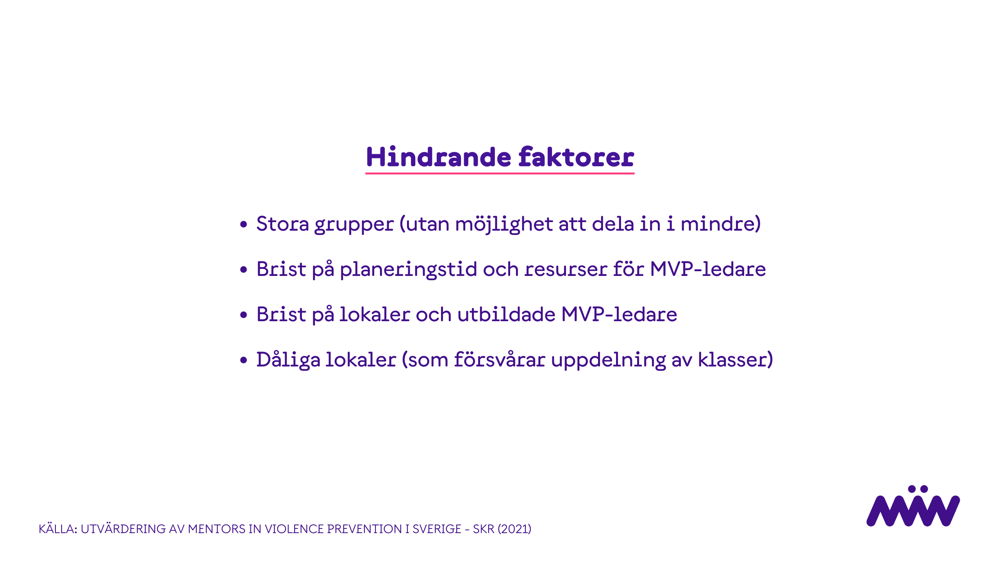 Hindrande faktorer
• Stora grupper (utan möjlighet att dela in i mindre)
• Brist på planeringstid och resurser för MVP-ledare
• Brist på lokaler och utbildade MVP-ledare
• Dåliga lokaler (som försvårar uppdelning av klasser)
KÄLLA: UTVÄRDERING AV MENTORS IN VIOLENCE PREVENTION I SVERIGE - SKR (2021)